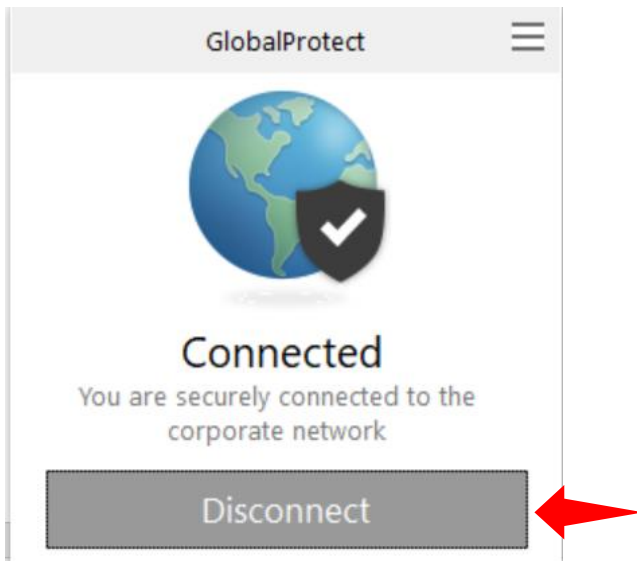 GlobalProtect
Connected
You are securely connected to the
corporate network
Disconnect